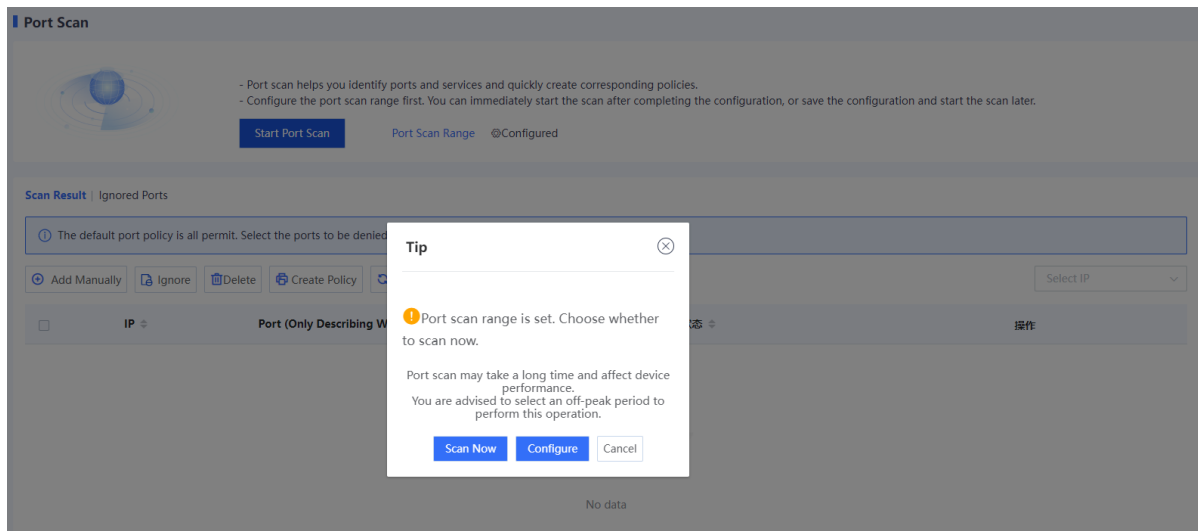 Port Scan
- Port scan helps you identify ports and services and quickly create corresponding policies.
- Configure the port scan range first. You can immediately start the scan after completing the configuration, or save the configuration and start the scan later.
Start Port Scan Port Scan Range Configured
Scan Result | Ignored Ports
The default port policy is all permit. Select the ports to be denied
Add Manually Ignore Delete Create Policy Select IP
IP Port (Only Describing 态 操作
Tip
Port scan range is set. Choose whether
to scan now.
Port scan may take a long time and affect device
performance.
You are advised to select an off-peak period to
perform this operation.
Scan Now Configure Cancel
No data